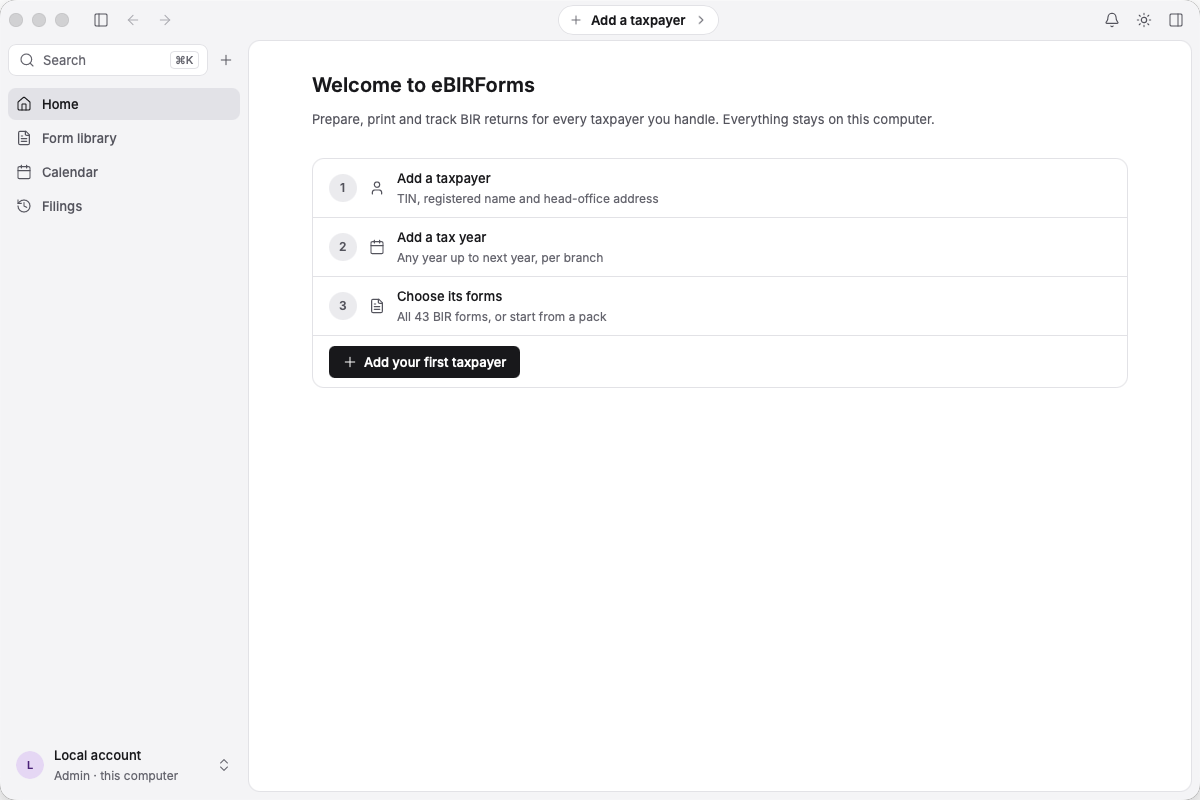 Add a taxpayer
Search ⌘K
Home
Form library
Calendar
Filings
Welcome to eBIRForms
Prepare, print and track BIR returns for every taxpayer you handle. Everything stays on this computer.
1
Add a taxpayer
TIN, registered name and head-office address
2
Add a tax year
Any year up to next year, per branch
3
Choose its forms
All 43 BIR forms, or start from a pack
Add your first taxpayer
L
Local account
Admin · this computer